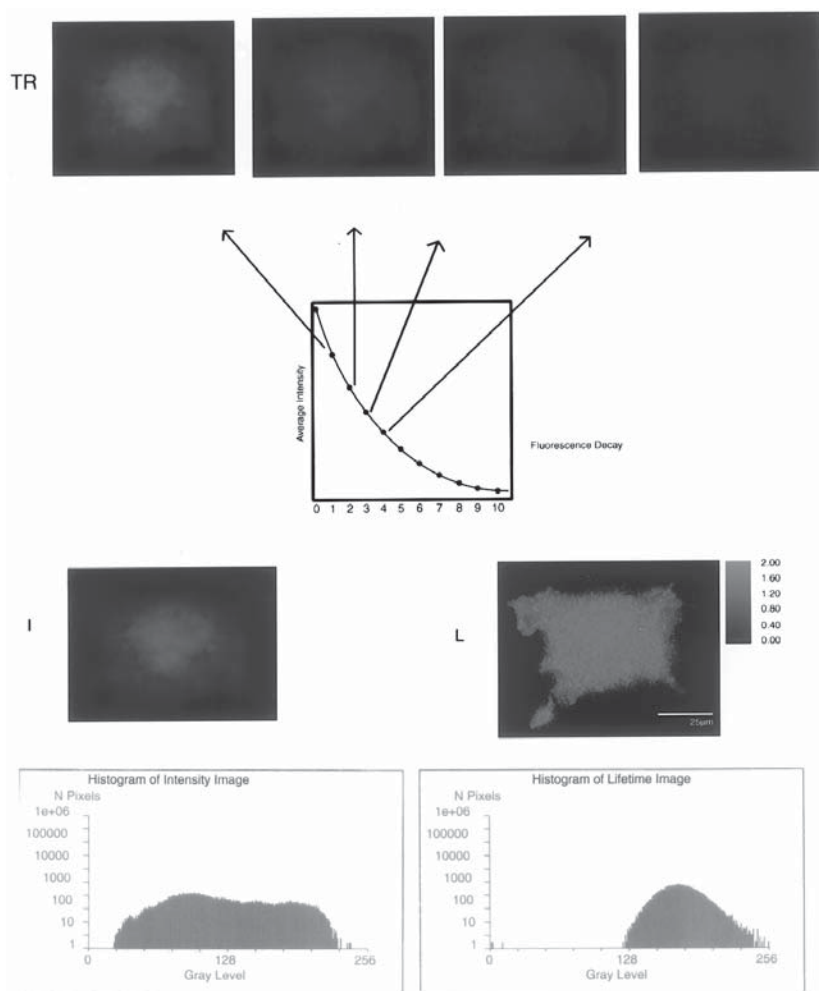 TR
Average Intensity
Fluorescence Decay
0 1 2 3 4 5 6 7 8 9 10
I
L
2.00
1.60
1.20
0.80
0.40
0.00
25µm
Histogram of Intensity Image
N Pixels
1e+06
100000
10000
1000
100
10
1
0 128 256
Gray Level
Histogram of Lifetime Image
N Pixels
1e+06
100000
10000
1000
100
10
1
0 128 256
Gray Level